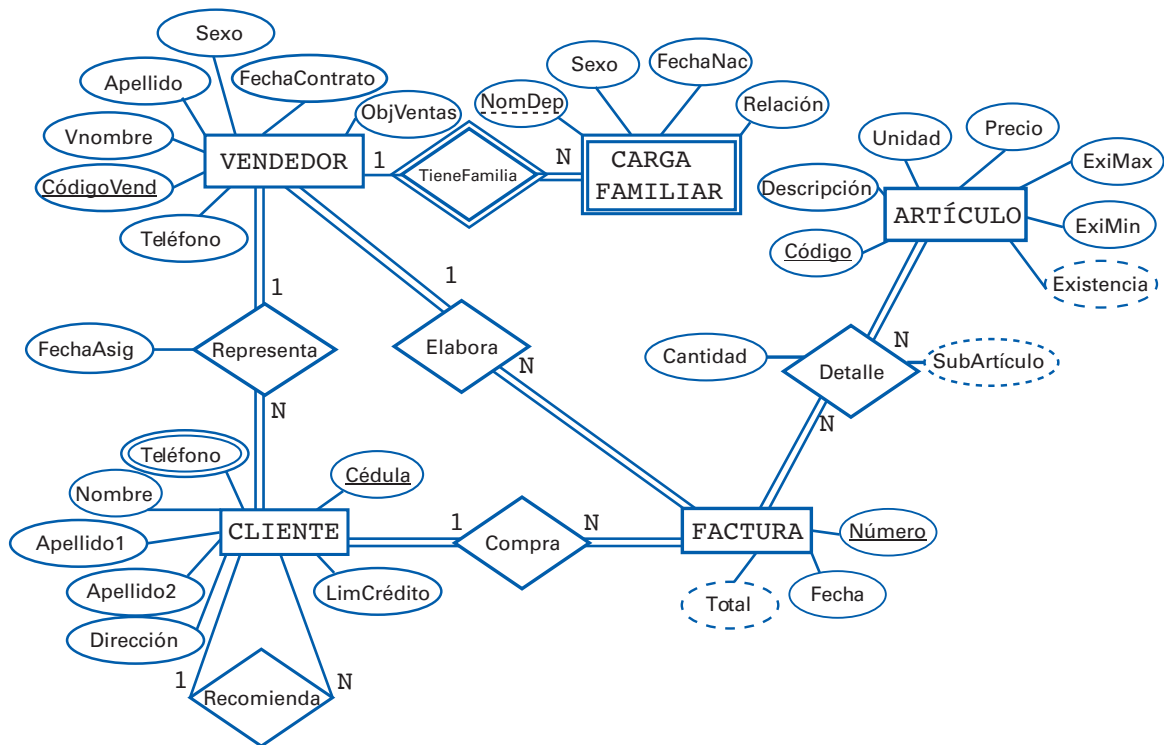 Sexo
Apellido
FechaContrato
Vnombre
ObjVentas
CódigoVend
VENDEDOR
Teléfono
1
TieneFamilia
N
Sexo
FechaNac
NomDep
Relación
CARGA
FAMILIAR
Unidad
Precio
ExiMax
Descripción
ARTÍCULO
ExiMin
Código
Existencia
1
FechaAsig
Representa
N
1
Elabora
N
Cantidad
N
SubArtículo
Detalle
N
Teléfono
Nombre
Cédula
Apellido1
CLIENTE
Apellido2
LimCrédito
Dirección
1
Compra
N
FACTURA
Número
Total
Fecha
1
N
Recomienda